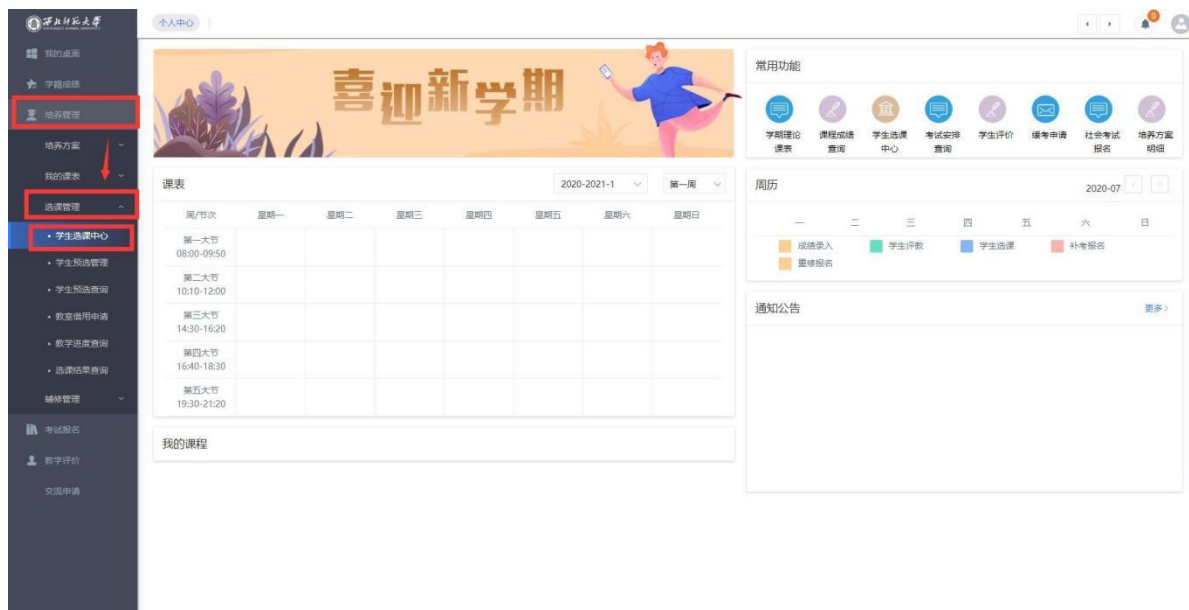 西北师范大学
个人中心
0
我的桌面
学籍成绩
培养管理
培养方案
我的课表
选课管理
学生选课中心
学生预选管理
学生预选查询
教室借用申请
教学进度查询
选课结果查询
辅修管理
考试报名
教学评价
交流申请
喜迎新学期
课表
2020-2021-1
第一周
周/节次 星期一 星期二 星期三 星期四 星期五 星期六 星期日
第一大节
08:00-09:50
第二大节
10:10-12:00
第三大节
14:30-16:20
第四大节
16:40-18:30
第五大节
19:30-21:20
我的课程
常用功能
学期理论课表
课程成绩查询
学生选课中心
考试安排查询
学生评价
缓考申请
社会考试报名
培养方案明细
周历
2020-07
一 二 三 四 五 六 日
成绩录入 学生评教 学生选课 补考报名
重修报名
通知公告
更多